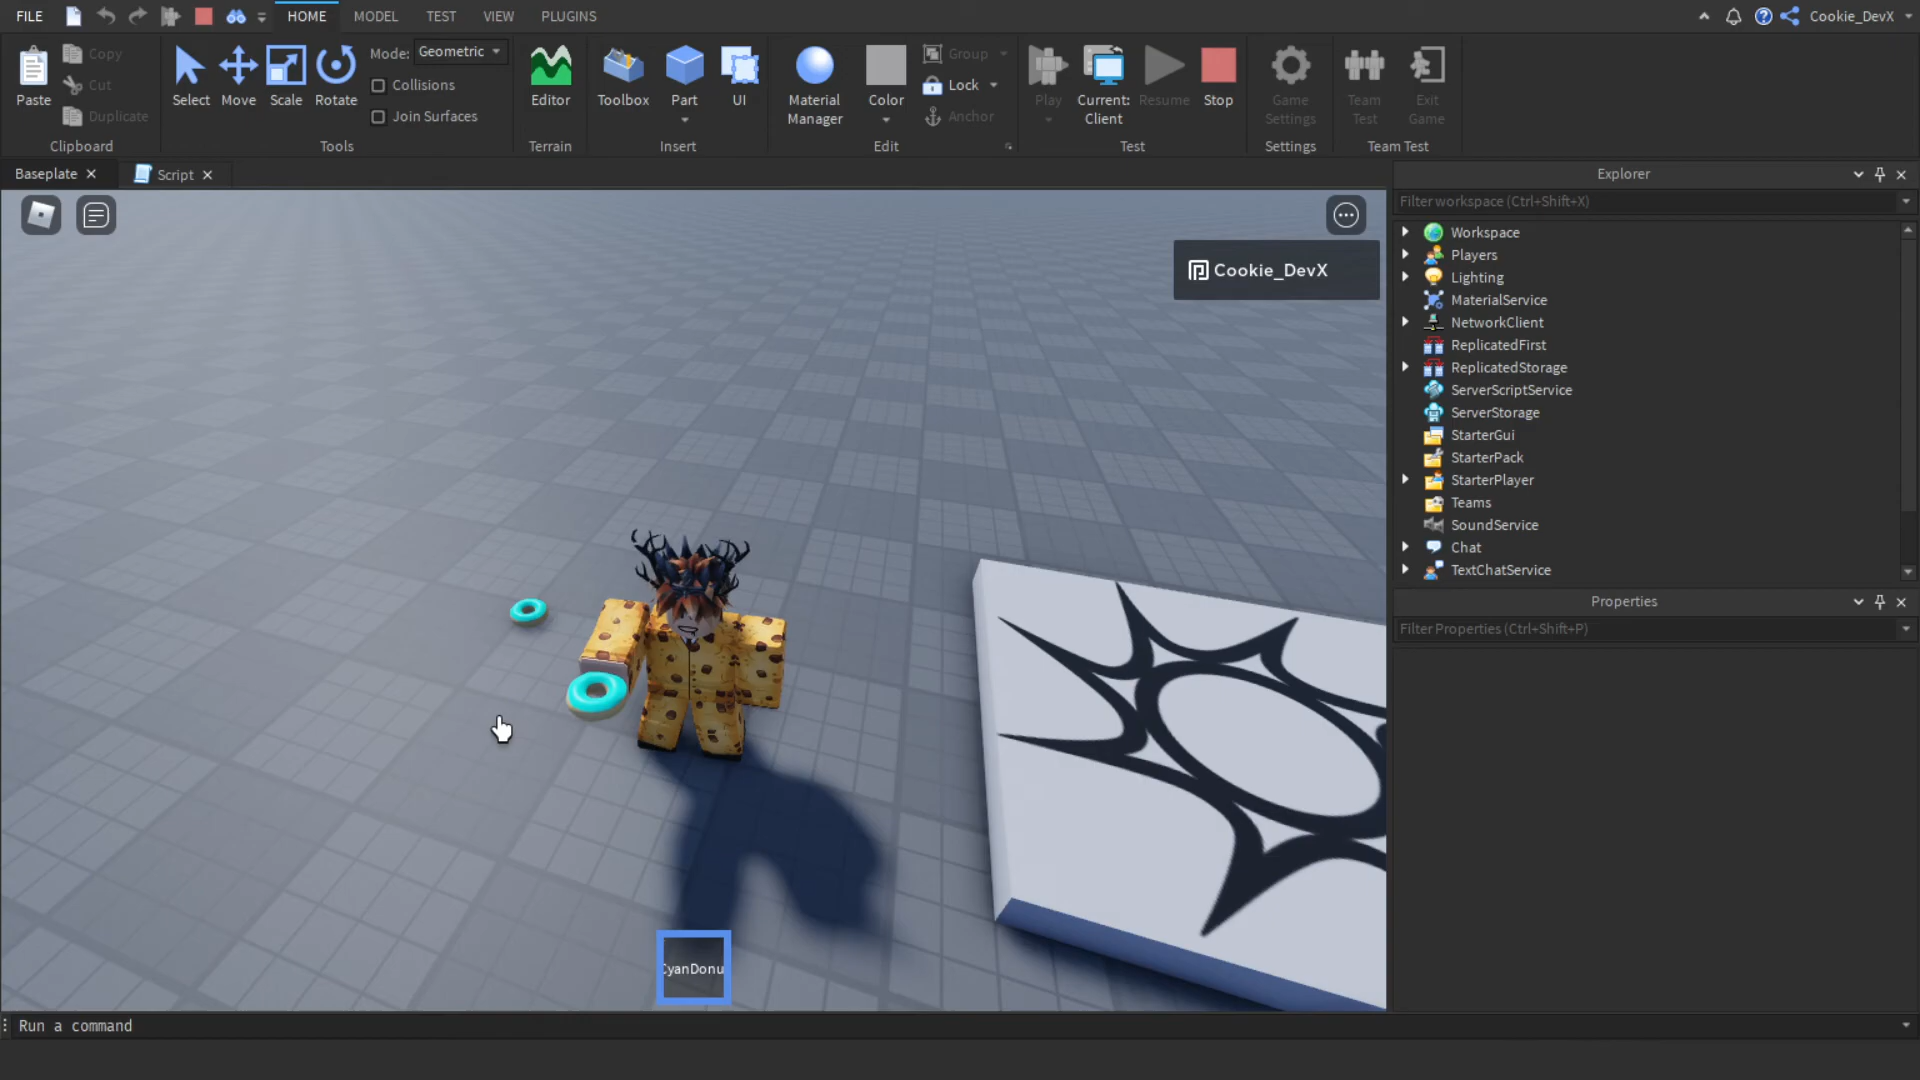 FILE HOME MODEL TEST VIEW PLUGINS Cookie_DevX
Paste Copy Cut Duplicate
Clipboard
Select Move Scale Rotate
Mode: Geometric
Collisions
Join Surfaces
Tools
Editor
Terrain
Toolbox Part UI
Insert
Material Manager Color Group Lock Anchor
Edit
Play Current: Client Resume Stop
Test
Game Settings
Settings
Team Test Exit Game
Team Test
Baseplate Script
Cookie_DevX
CyanDonu
Run a command
Explorer
Filter workspace (Ctrl+Shift+X)
Workspace
Players
Lighting
MaterialService
NetworkClient
ReplicatedFirst
ReplicatedStorage
ServerScriptService
ServerStorage
StarterGui
StarterPack
StarterPlayer
Teams
SoundService
Chat
TextChatService
Properties
Filter Properties (Ctrl+Shift+P)